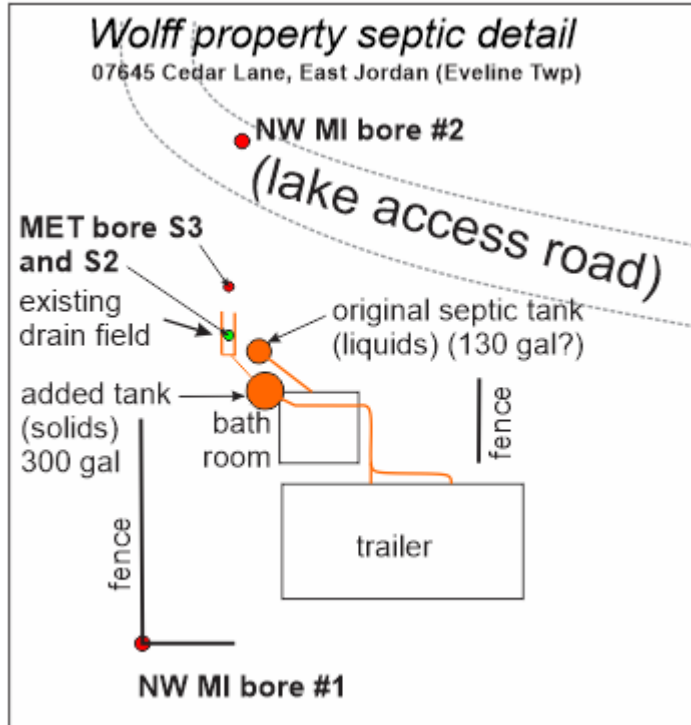 Wolff property septic detail
07645 Cedar Lane, East Jordan (Eveline Twp)
NW MI bore #2
(lake access road)
MET bore S3
and S2
existing
drain field
original septic tank
(liquids) (130 gal?)
added tank
(solids)
300 gal
bath
room
fence
trailer
fence
NW MI bore #1